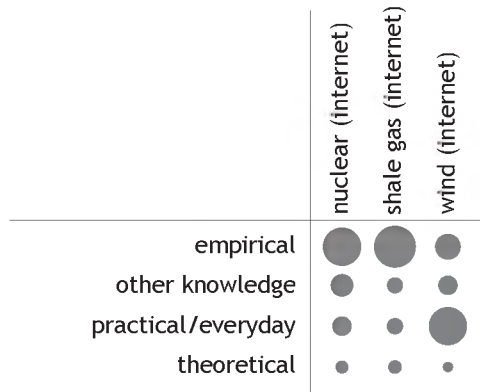 nuclear (internet)
shale gas (internet)
wind (internet)
empirical
other knowledge
practical/everyday
theoretical